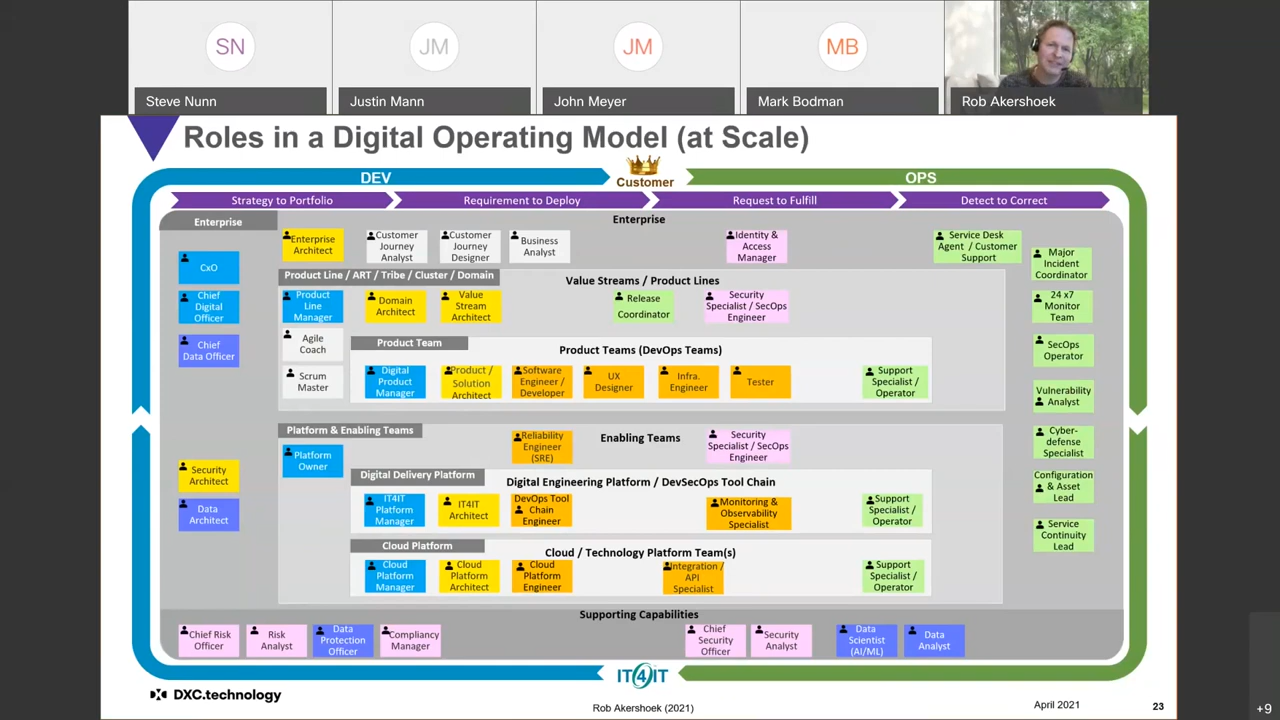 SN
JM
JM
MB
Steve Nunn
Justin Mann
John Meyer
Mark Bodman
Rob Akershoek
Roles in a Digital Operating Model (at Scale)
DEV
Customer
OPS
Strategy to Portfolio
Requirement to Deploy
Request to Fulfill
Detect to Correct
Enterprise
Enterprise
Enterprise
Architect
Customer
Journey
Analyst
Customer
Journey
Designer
Business
Analyst
Identity &
Access
Manager
Service Desk
Agent / Customer
Support
Major
Incident
Coordinator
CxO
Product Line / ART / Tribe / Cluster / Domain
Value Streams / Product Lines
Chief
Digital
Officer
Product
Line
Manager
Domain
Architect
Value
Stream
Architect
Release
Coordinator
Security
Specialist / SecOps
Engineer
24 x7
Monitor
Team
Chief
Data Officer
Agile
Coach
Product Team
Product Teams (DevOps Teams)
SecOps
Operator
Scrum
Master
Digital
Product
Manager
Product /
Solution
Architect
Software
Engineer /
Developer
UX
Designer
Infra.
Engineer
Tester
Support
Specialist /
Operator
Vulnerability
Analyst
Platform & Enabling Teams
Enabling Teams
Platform
Owner
Reliability
Engineer
(SRE)
Security
Specialist / SecOps
Engineer
Cyber-
defense
Specialist
Security
Architect
Digital Delivery Platform
Digital Engineering Platform / DevSecOps Tool Chain
Configuration
& Asset
Lead
Data
Architect
IT4IT
Platform
Manager
IT4IT
Architect
DevOps Tool
Chain
Engineer
Monitoring &
Observability
Specialist
Support
Specialist /
Operator
Service
Continuity
Lead
Cloud Platform
Cloud / Technology Platform Team(s)
Cloud
Platform
Manager
Cloud
Platform
Architect
Cloud
Platform
Engineer
Integration /
API
Specialist
Support
Specialist /
Operator
Supporting Capabilities
Chief Risk
Officer
Risk
Analyst
Data
Protection
Officer
Compliancy
Manager
Chief
Security
Officer
Security
Analyst
Data
Scientist
(AI/ML)
Data
Analyst
IT4IT
DXC.technology
Rob Akershoek (2021)
April 2021
23
+9